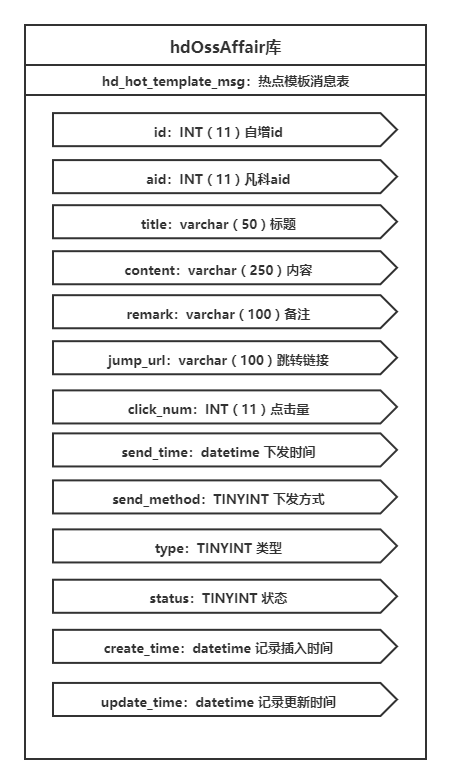 hdOssAffair库
hd_hot_template_msg：热点模板消息表
id：INT（11）自增id
aid：INT（11）凡科aid
title：varchar（50）标题
content：varchar（250）内容
remark：varchar（100）备注
jump_url：varchar（100）跳转链接
click_num：INT（11）点击量
send_time：datetime 下发时间
send_method：TINYINT 下发方式
type：TINYINT 类型
status：TINYINT 状态
create_time：datetime 记录插入时间
update_time：datetime 记录更新时间